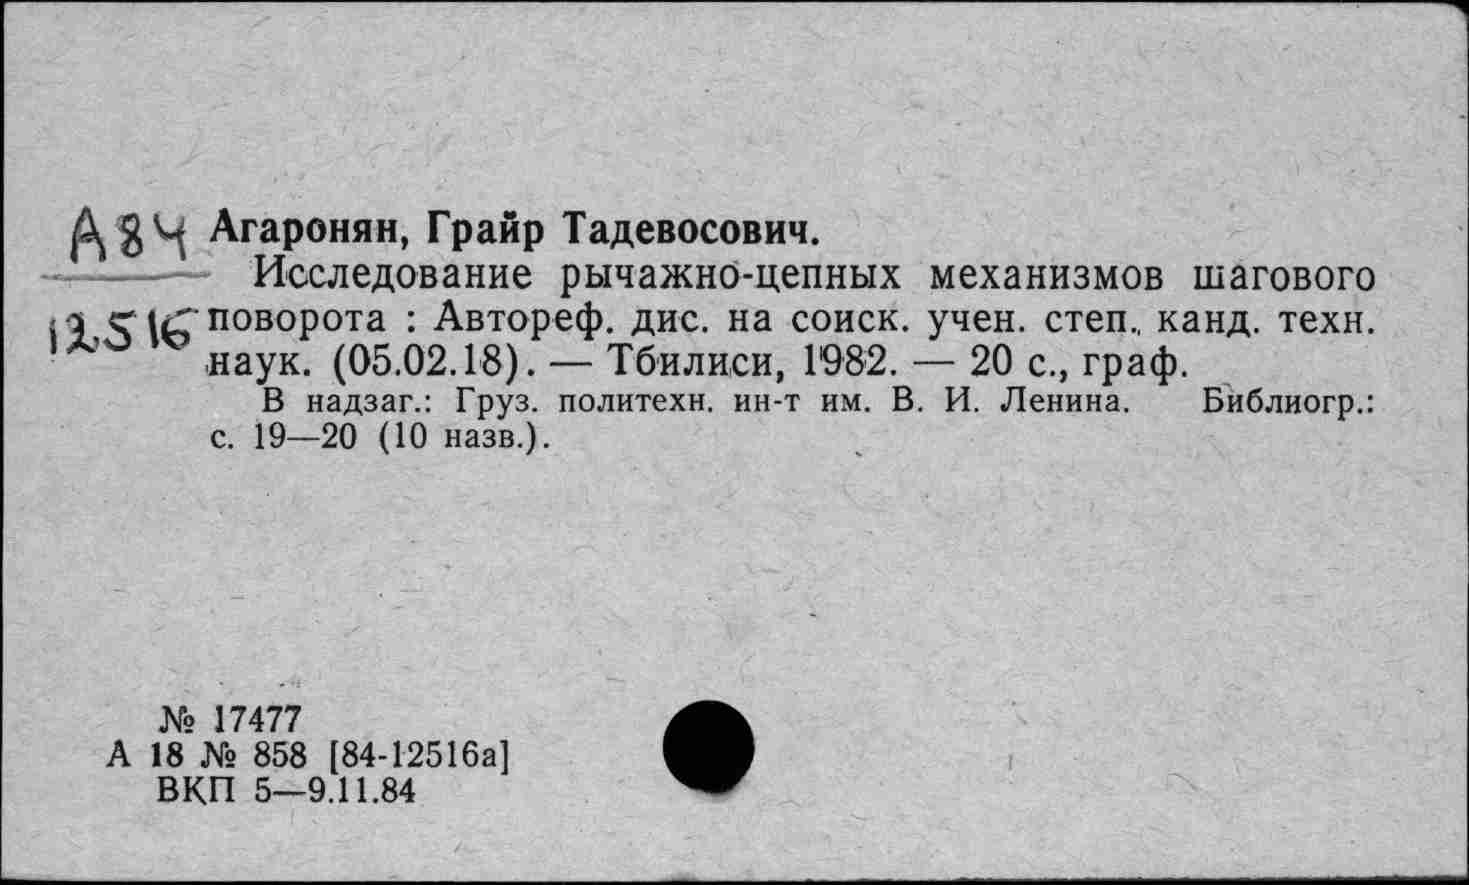 А84 Агаронян, Грайр Тадевосович.
Исследование рычажно-цепных механизмов шагового
12516 поворота : Автореф. дис. на соиск. учен. степ. канд. техн.
наук. (05.02.18). — Тбилиси, 1982. — 20 с., граф.
В надзаг.: Груз. политехн. ин-т им. В. И. Ленина. Библиогр.:
с. 19—20 (10 назв.).
№ 17477
А 18 № 858 [84-12516а]
ВКП 5—9.11.84